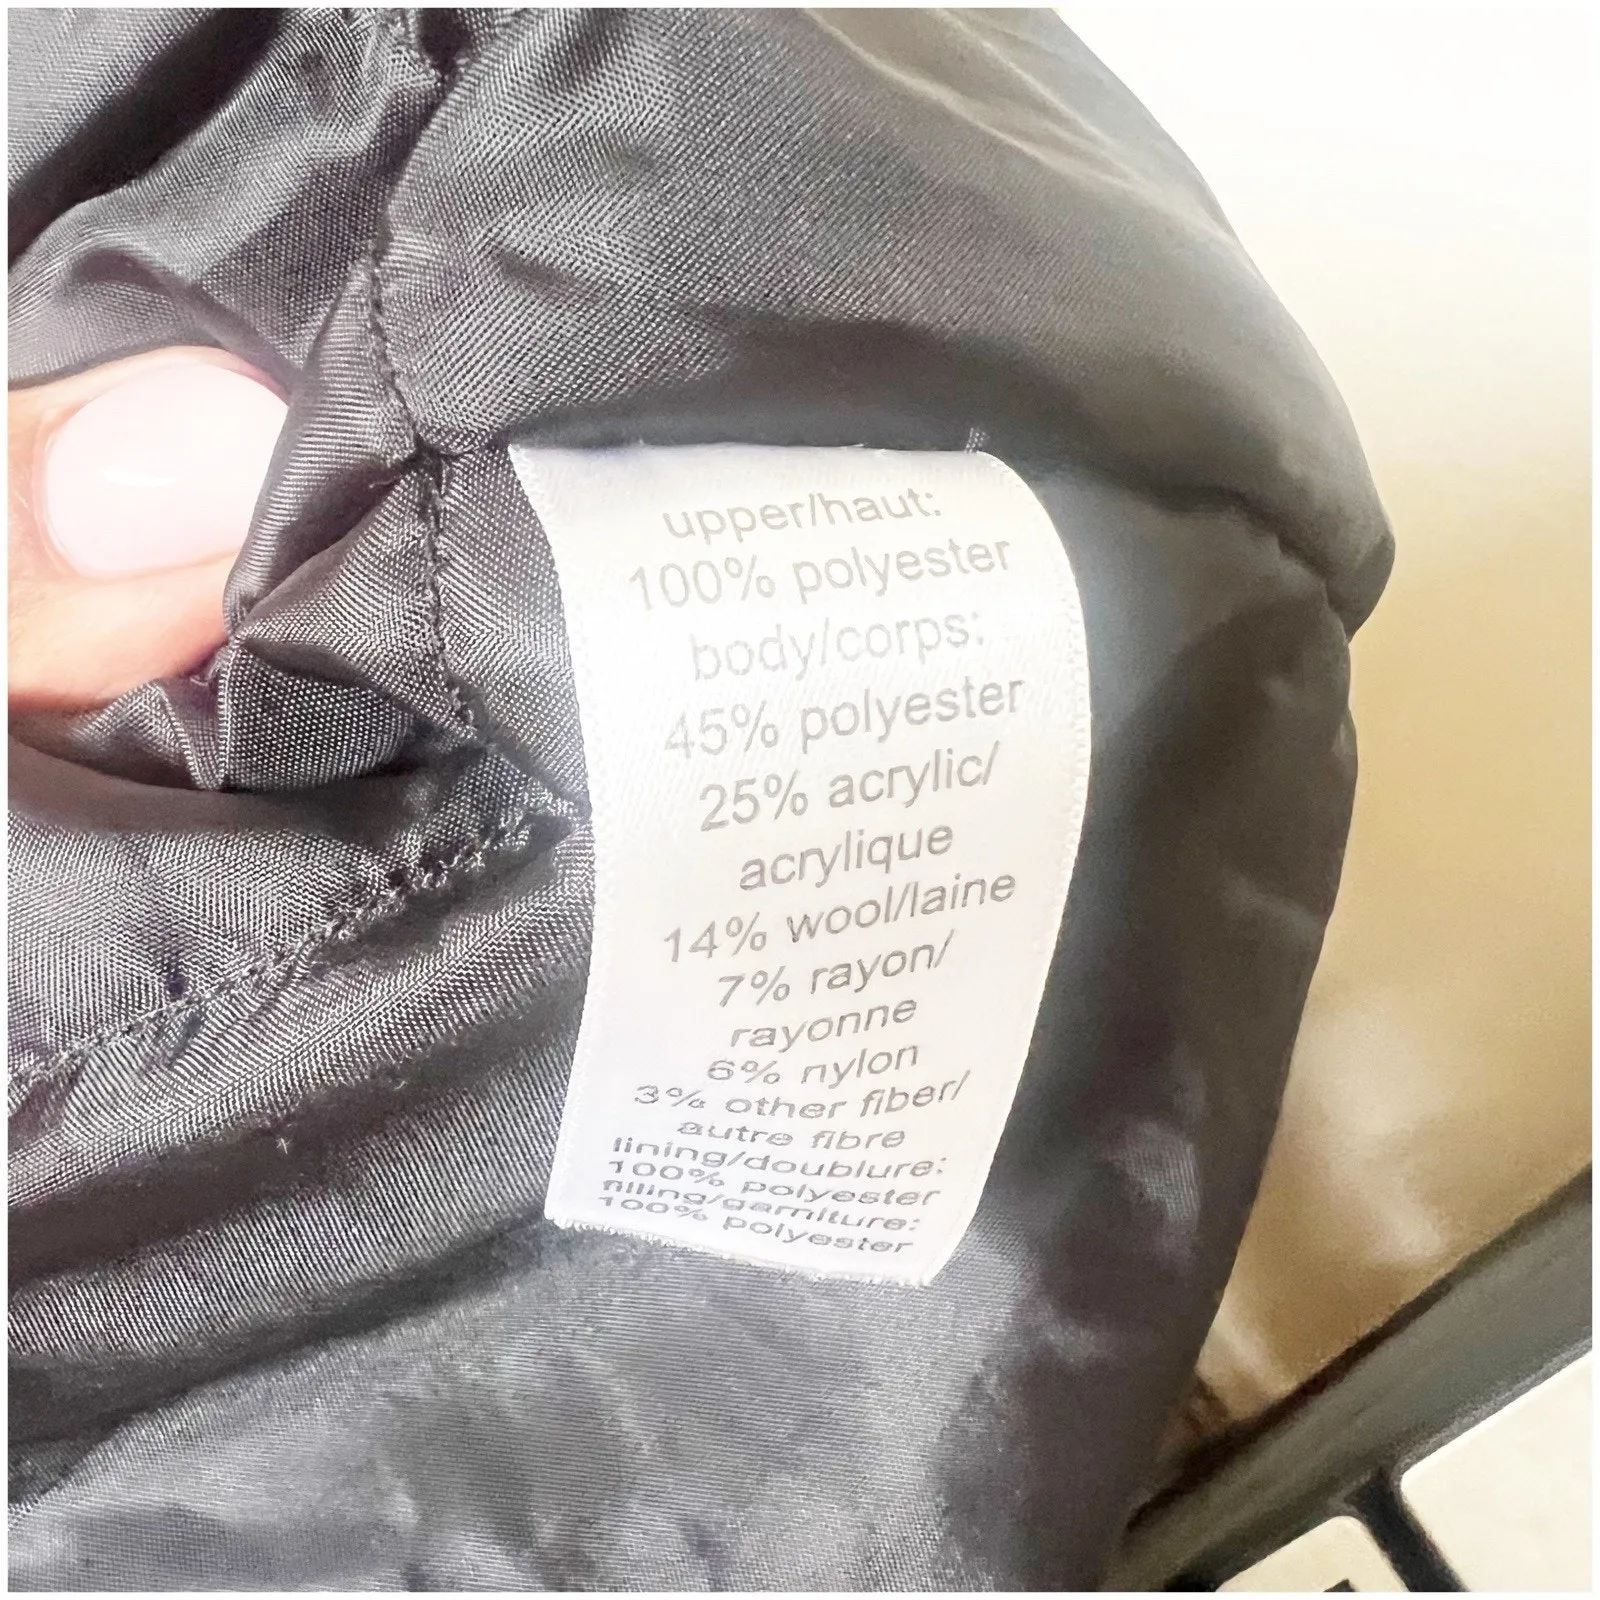 upper/haut:
100% polyester
body/corps:
45% polyester
25% acrylic/
acrylique
14% wool/laine
7% rayon/
rayonne
6% nylon
3% other fiber/
autre fibre
lining/doublure:
100% polyester
filling/garniture:
100% polyester